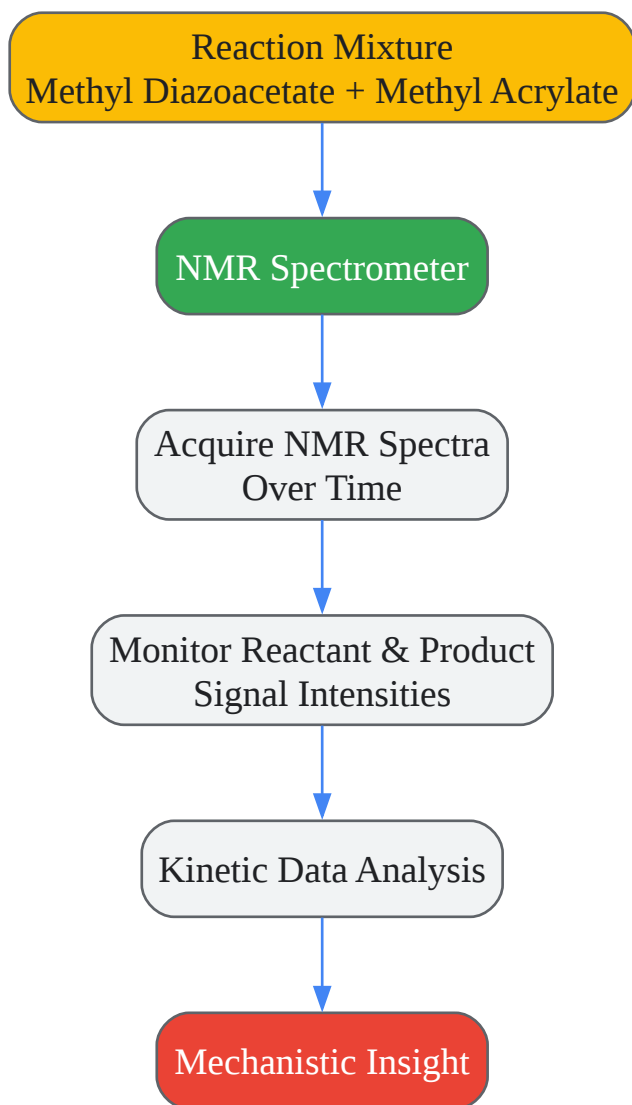 Reaction Mixture
Methyl Diazoacetate + Methyl Acrylate
NMR Spectrometer
Acquire NMR Spectra
Over Time
Monitor Reactant & Product
Signal Intensities
Kinetic Data Analysis
Mechanistic Insight